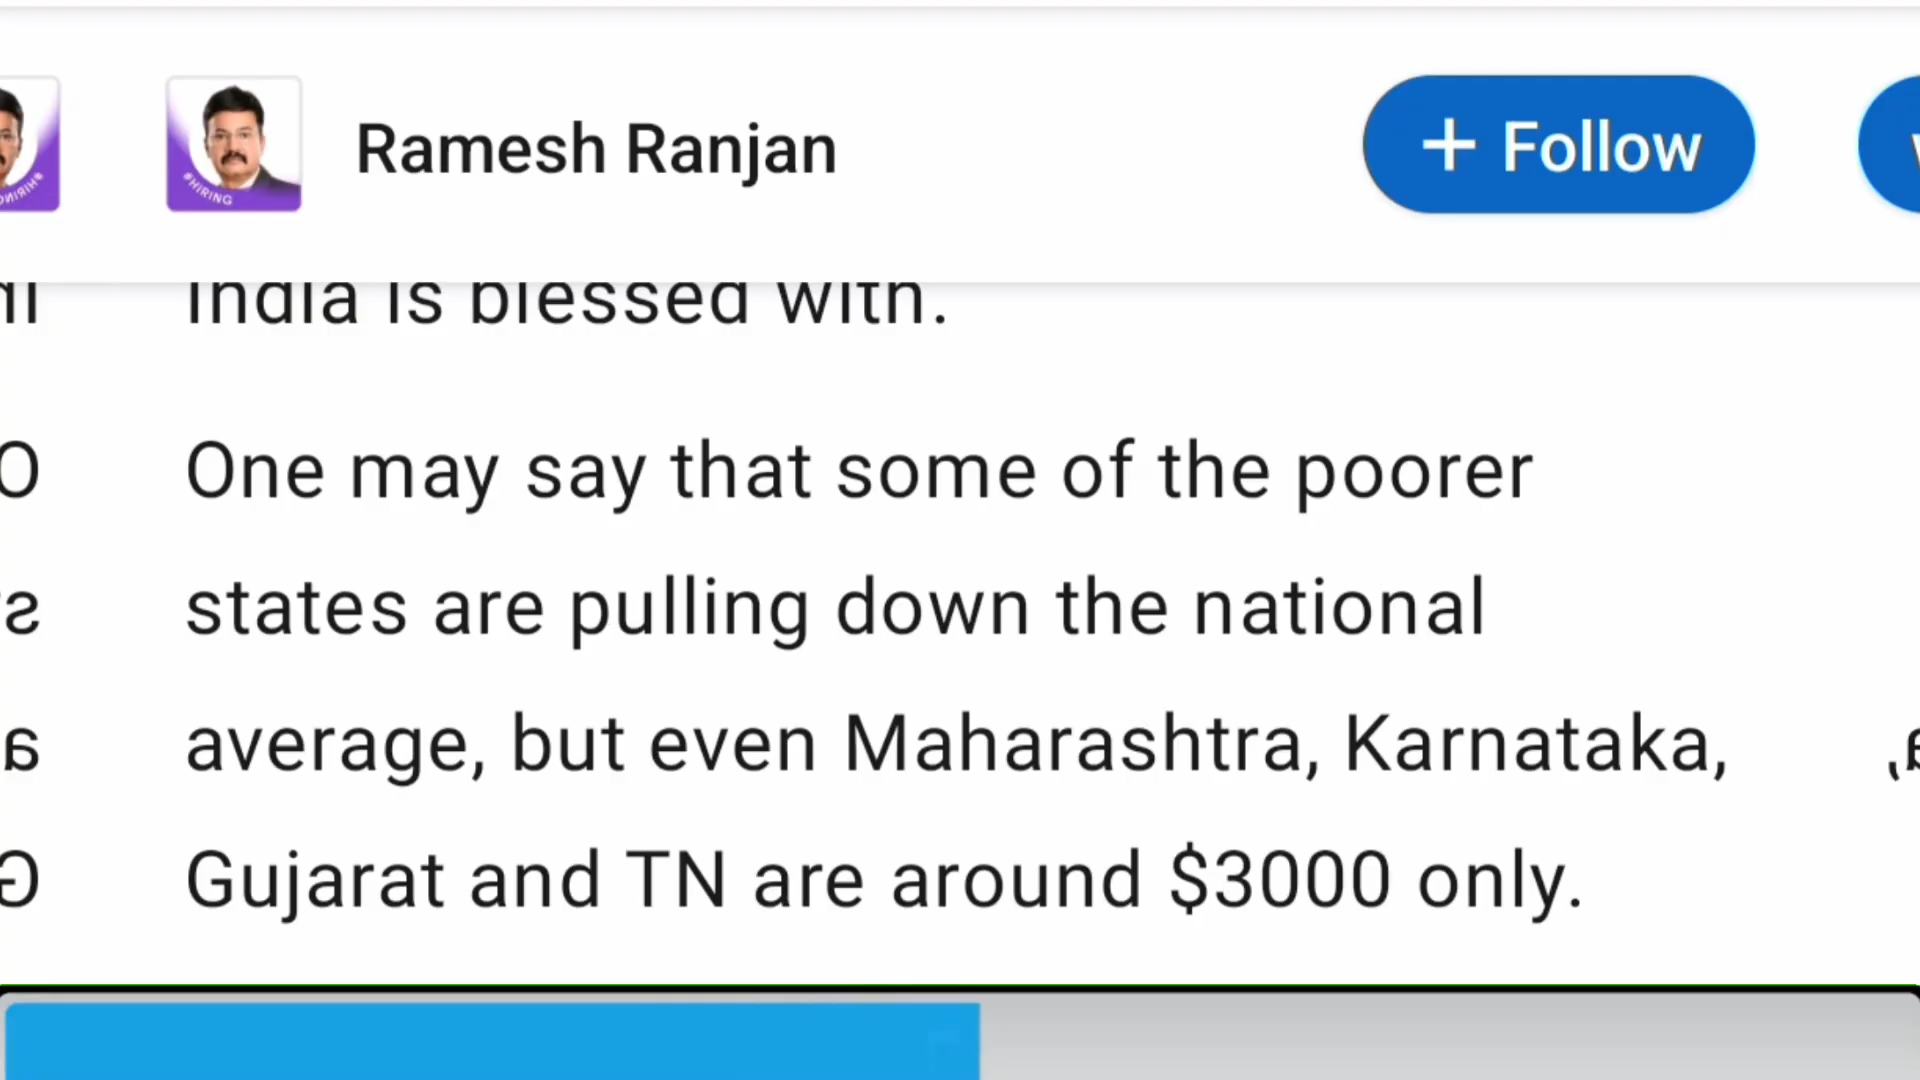 Ramesh Ranjan
+ Follow
#HIRING
India is blessed with.
One may say that some of the poorer
states are pulling down the national
average, but even Maharashtra, Karnataka,
Gujarat and TN are around $3000 only.